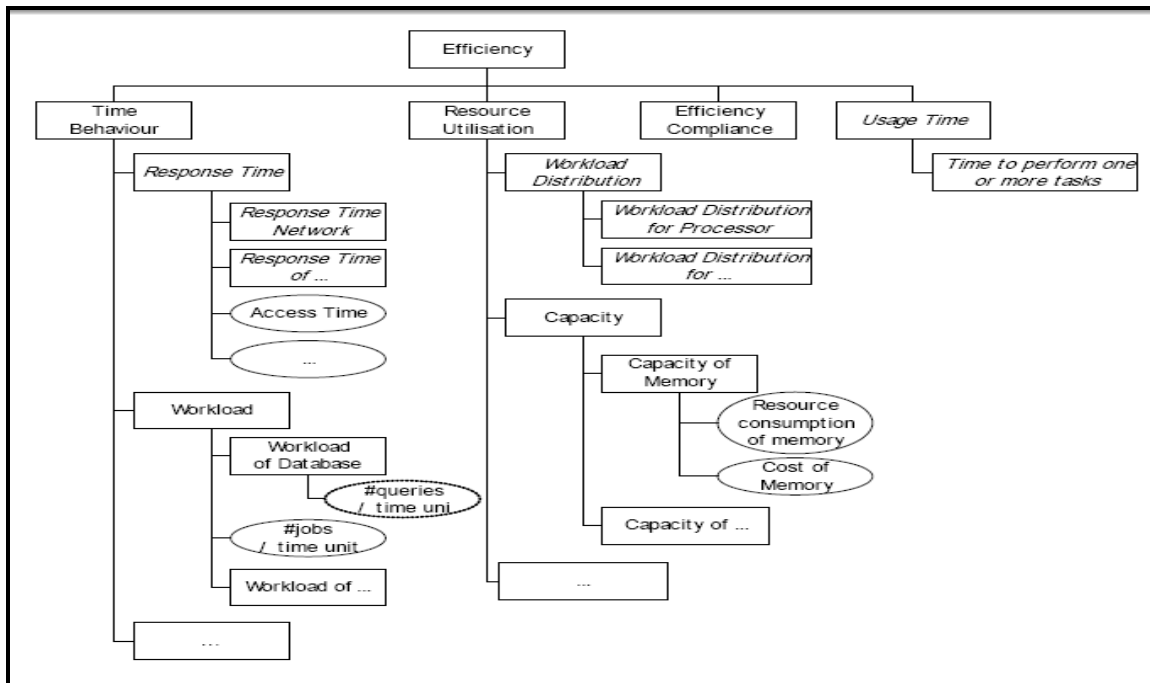 Efficiency
Time
Behaviour
Resource
Utilisation
Efficiency
Compliance
Usage Time
Response Time
Response Time
Network
Response Time
of ...
Access Time
...
Workload
Workload
of Database
#queries
/ time uni
#jobs
/ time unit
Workload of ...
...
Workload
Distribution
Workload Distribution
for Processor
Workload Distribution
for ...
Capacity
Capacity of
Memory
Resource
consumption
of memory
Cost of
Memory
Capacity of ...
...
Time to perform one
or more tasks